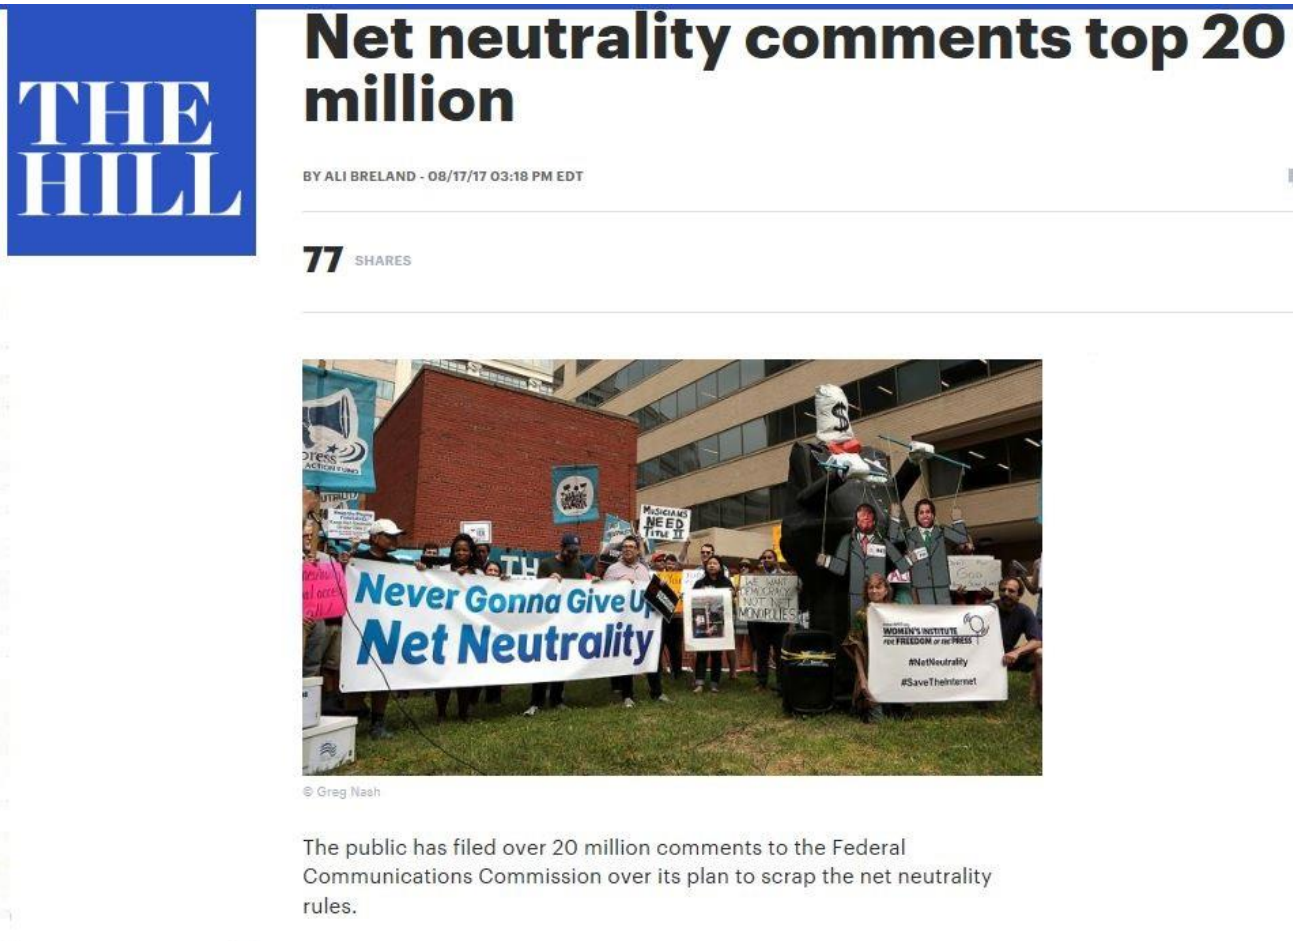 THE
HILL
Net neutrality comments top 20
million
BY ALI BRELAND - 08/17/17 03:18 PM EDT
77 SHARES
press
ACTION FUND
MUSICIANS
NEED
TITLE II
Never Gonna Give Up
Net Neutrality
WE WANT
DEMOCRACY
NOT NET
MONOPOLIES
$
WOMEN'S INSTITUTE
FOR FREEDOM OF THE PRESS
#NetNeutrality
#SaveTheInternet
© Greg Nash
The public has filed over 20 million comments to the Federal
Communications Commission over its plan to scrap the net neutrality
rules.